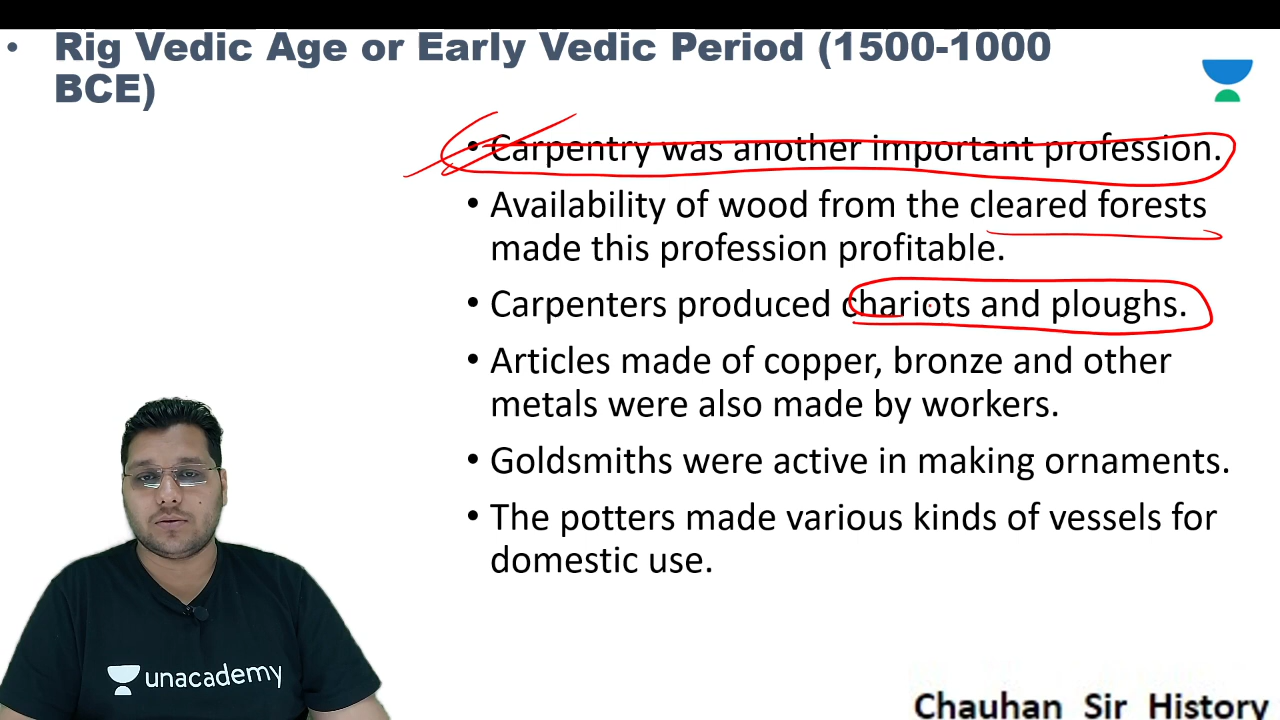 • Rig Vedic Age or Early Vedic Period (1500-1000
BCE)
• Carpentry was another important profession.
• Availability of wood from the cleared forests
made this profession profitable.
• Carpenters produced chariots and ploughs.
• Articles made of copper, bronze and other
metals were also made by workers.
• Goldsmiths were active in making ornaments.
• The potters made various kinds of vessels for
domestic use.
unacademy
Chauhan Sir History